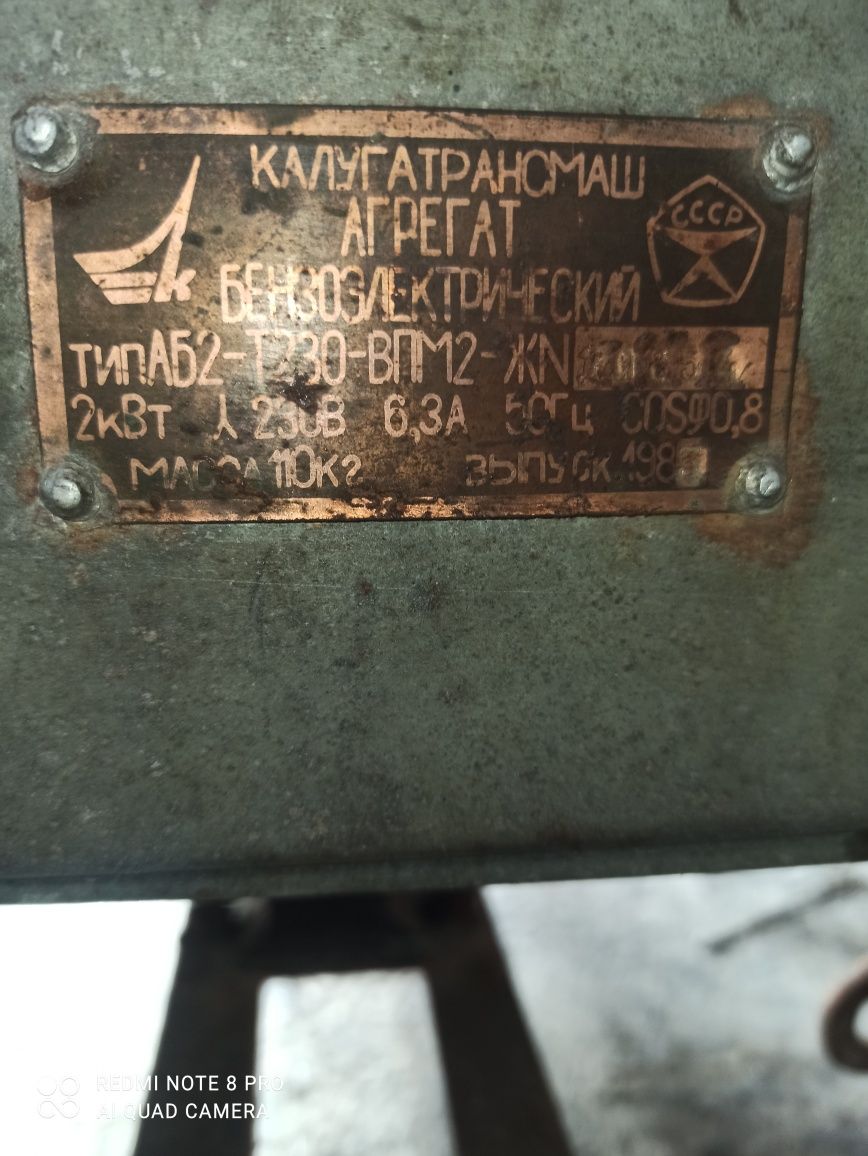 КАЛУГАТРАНСМАШ
АГРЕГАТ
СССР
БЕНЗОЭЛЕКТРИЧЕСКИЙ
ТИП АБ2-Т230-ВПМ2-Ж N
2кВт 230В 6,3А 50Гц COSφ0,8
МАССА 110кг ВЫПУСК
REDMI NOTE 8 PRO
AI QUAD CAMERA